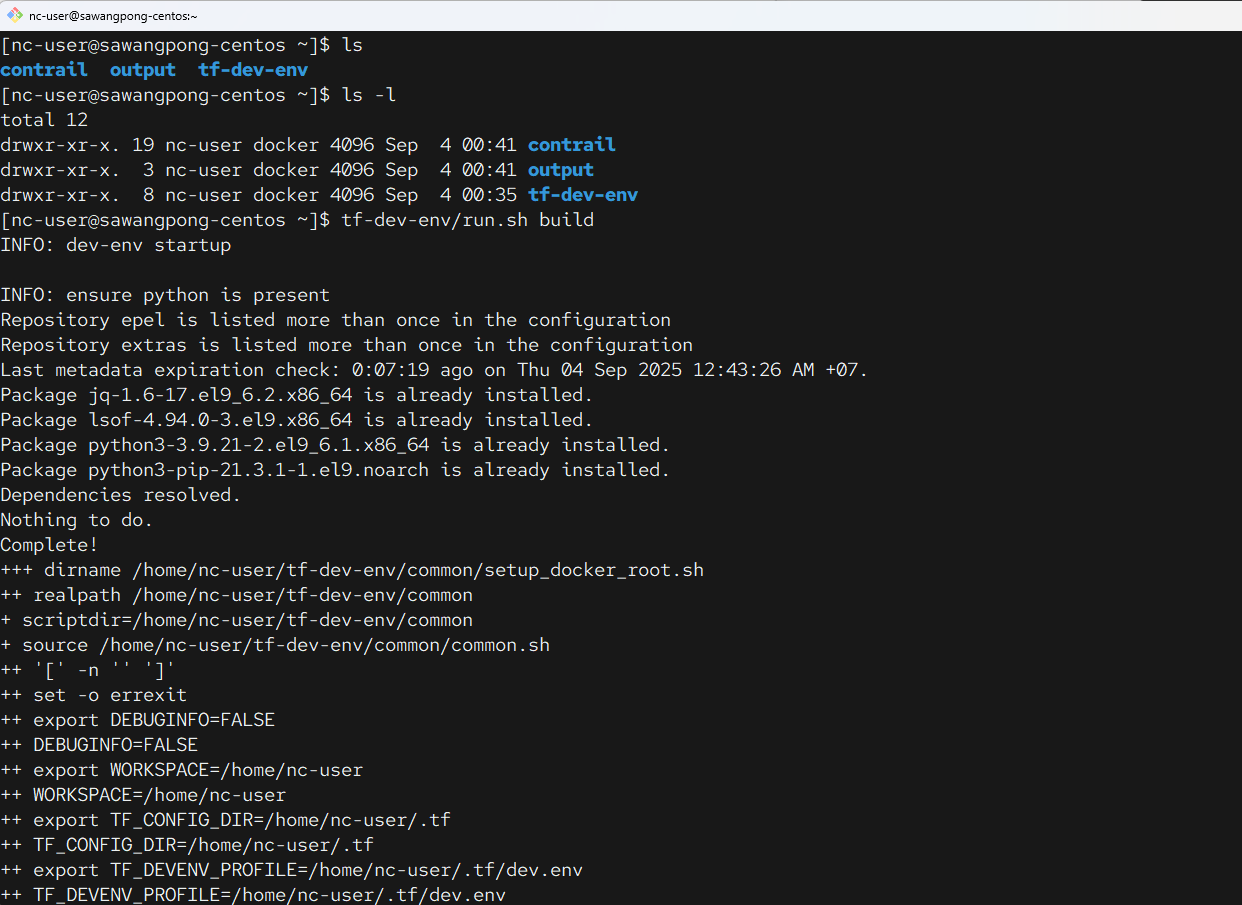 nc-user@sawangpong-centos:~
[nc-user@sawangpong-centos ~]$ ls
contrail  output  tf-dev-env
[nc-user@sawangpong-centos ~]$ ls -l
total 12
drwxr-xr-x. 19 nc-user docker 4096 Sep  4 00:41 contrail
drwxr-xr-x.  3 nc-user docker 4096 Sep  4 00:41 output
drwxr-xr-x.  8 nc-user docker 4096 Sep  4 00:35 tf-dev-env
[nc-user@sawangpong-centos ~]$ tf-dev-env/run.sh build
INFO: dev-env startup
INFO: ensure python is present
Repository epel is listed more than once in the configuration
Repository extras is listed more than once in the configuration
Last metadata expiration check: 0:07:19 ago on Thu 04 Sep 2025 12:43:26 AM +07.
Package jq-1.6-17.el9_6.2.x86_64 is already installed.
Package lsof-4.94.0-3.el9.x86_64 is already installed.
Package python3-3.9.21-2.el9_6.1.x86_64 is already installed.
Package python3-pip-21.3.1-1.el9.noarch is already installed.
Dependencies resolved.
Nothing to do.
Complete!
+++ dirname /home/nc-user/tf-dev-env/common/setup_docker_root.sh
++ realpath /home/nc-user/tf-dev-env/common
+ scriptdir=/home/nc-user/tf-dev-env/common
+ source /home/nc-user/tf-dev-env/common/common.sh
++ '[' -n '' ']'
++ set -o errexit
++ export DEBUGINFO=FALSE
++ DEBUGINFO=FALSE
++ export WORKSPACE=/home/nc-user
++ WORKSPACE=/home/nc-user
++ export TF_CONFIG_DIR=/home/nc-user/.tf
++ TF_CONFIG_DIR=/home/nc-user/.tf
++ export TF_DEVENV_PROFILE=/home/nc-user/.tf/dev.env
++ TF_DEVENV_PROFILE=/home/nc-user/.tf/dev.env